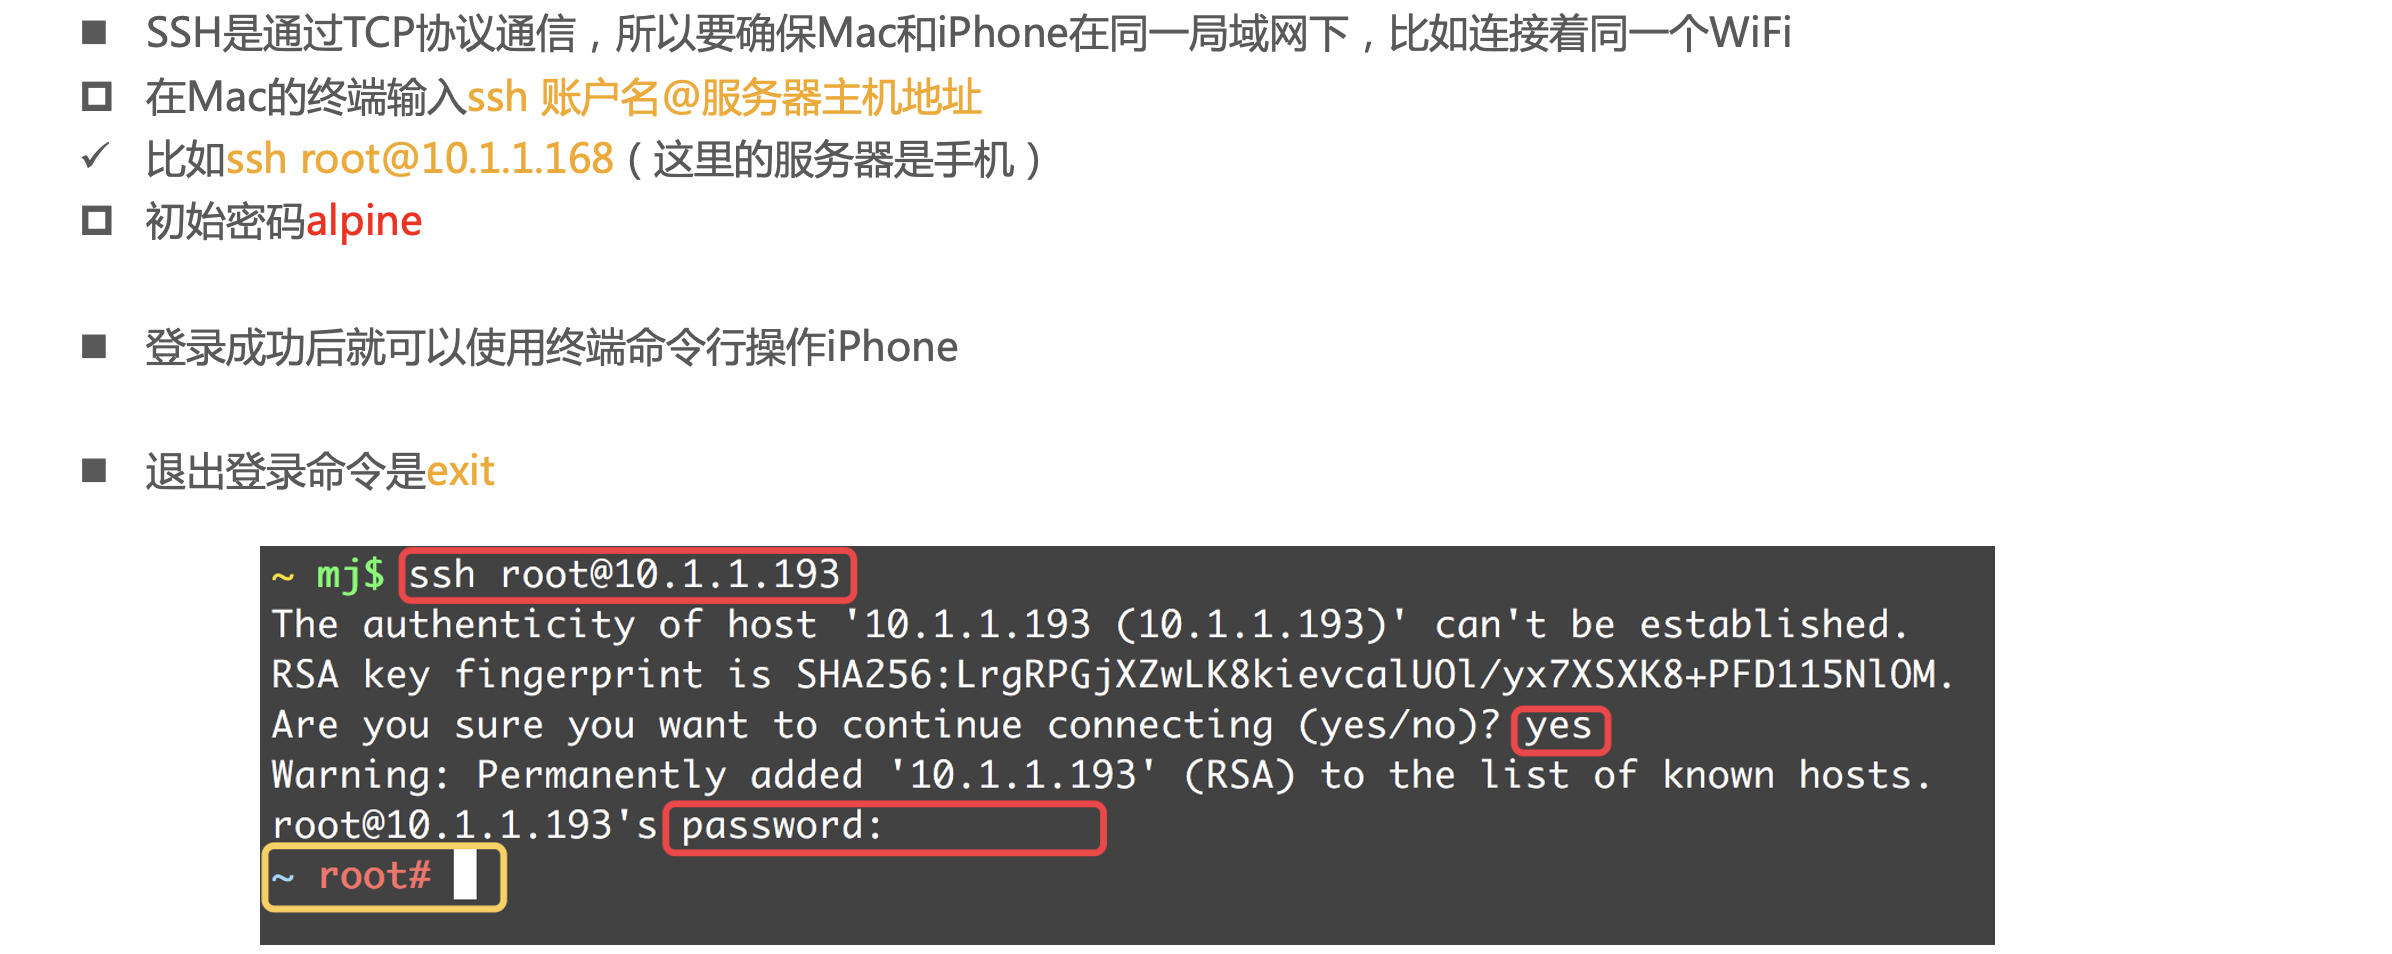 SSH是通过TCP协议通信，所以要确保Mac和iPhone在同一局域网下，比如连接着同一个WiFi
在Mac的终端输入ssh 账户名@服务器主机地址
比如ssh root@10.1.1.168（这里的服务器是手机）
初始密码alpine
登录成功后就可以使用终端命令行操作iPhone
退出登录命令是exit
~ mj$ ssh root@10.1.1.193
The authenticity of host '10.1.1.193 (10.1.1.193)' can't be established.
RSA key fingerprint is SHA256:LrgRPGjXZwLK8kievcalUOl/yx7XSXK8+PFD115NlOM.
Are you sure you want to continue connecting (yes/no)? yes
Warning: Permanently added '10.1.1.193' (RSA) to the list of known hosts.
root@10.1.1.193's password:
~ root#